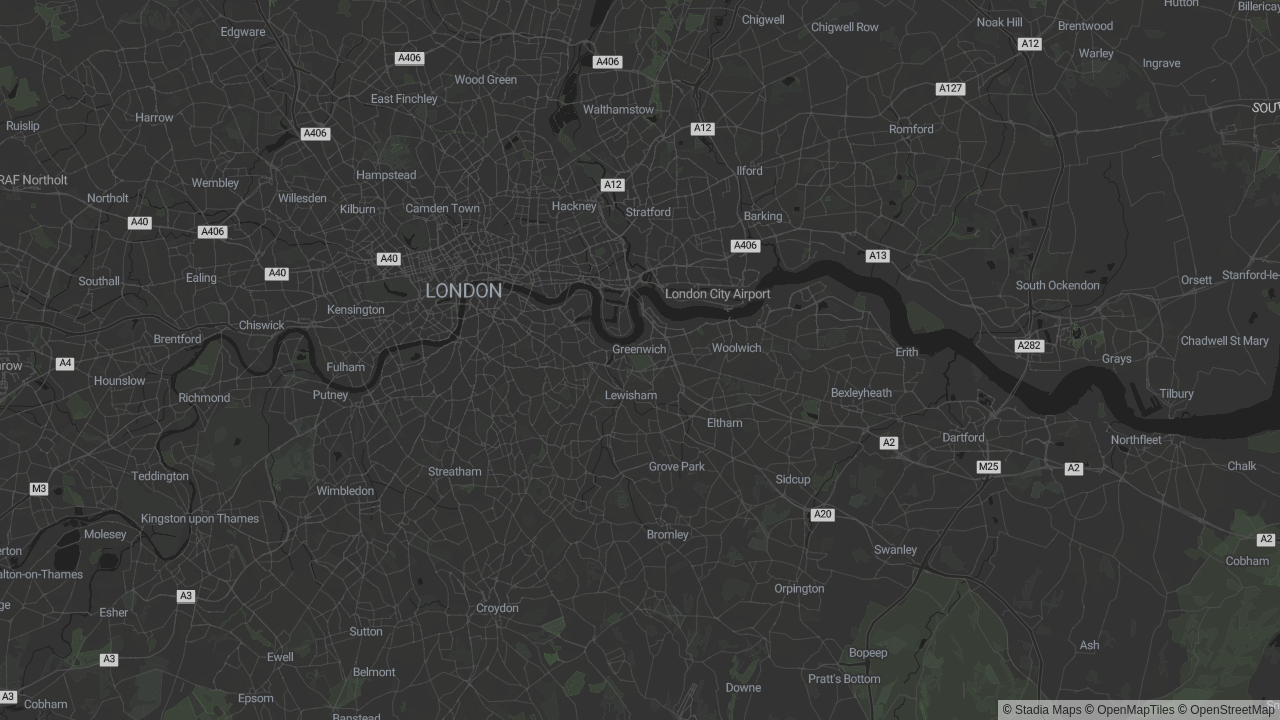 Hutton
Billericay
Chigwell
Noak Hill
Brentwood
Chigwell Row
Edgware
A12
A406
A406
Warley
Ingrave
Wood Green
A127
East Finchley
SOU
Walthamstow
Harrow
Ruislip
A406
A12
Romford
Ilford
Hampstead
RAF Northolt
Wembley
A12
Northolt
Willesden
Kilburn
Camden Town
Hackney
Stratford
Barking
A40
A406
A406
A13
A40
A40
Southall
Ealing
Stanford-le-
Orsett
South Ockendon
LONDON
London City Airport
Kensington
Chiswick
Brentford
Chadwell St Mary
A282
Greenwich
Woolwich
Erith
Grays
A4
row
Fulham
Hounslow
Richmond
Putney
Lewisham
Bexleyheath
Tilbury
Eltham
A2
Dartford
Northfleet
Streatham
Grove Park
M25
A2
Chalk
Teddington
Sidcup
M3
Wimbledon
Kingston upon Thames
A20
Molesey
Bromley
A2
erton
Swanley
Cobham
alton-on-Thames
Orpington
A3
ge
Esher
Croydon
Sutton
Ash
Bopeep
Ewell
A3
Belmont
Pratt's Bottom
Downe
A3
Cobham
Epsom
Banstead
© Stadia Maps © OpenMapTiles © OpenStreetMap